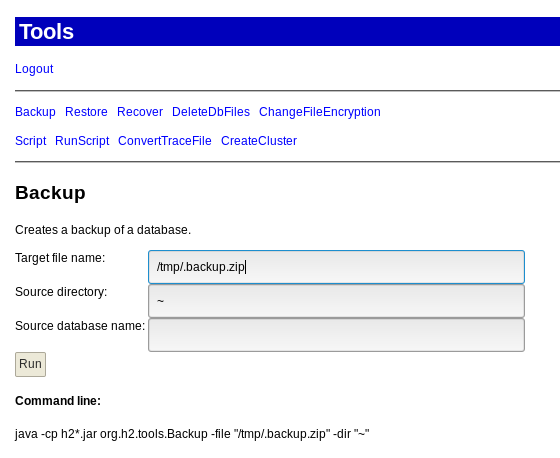 Tools
Logout
Backup Restore Recover DeleteDbFiles ChangeFileEncryption
Script RunScript ConvertTraceFile CreateCluster
Backup
Creates a backup of a database.
Target file name: /tmp/.backup.zip
Source directory: ~
Source database name:
Run
Command line:
java -cp h2*.jar org.h2.tools.Backup -file "/tmp/.backup.zip" -dir "~"